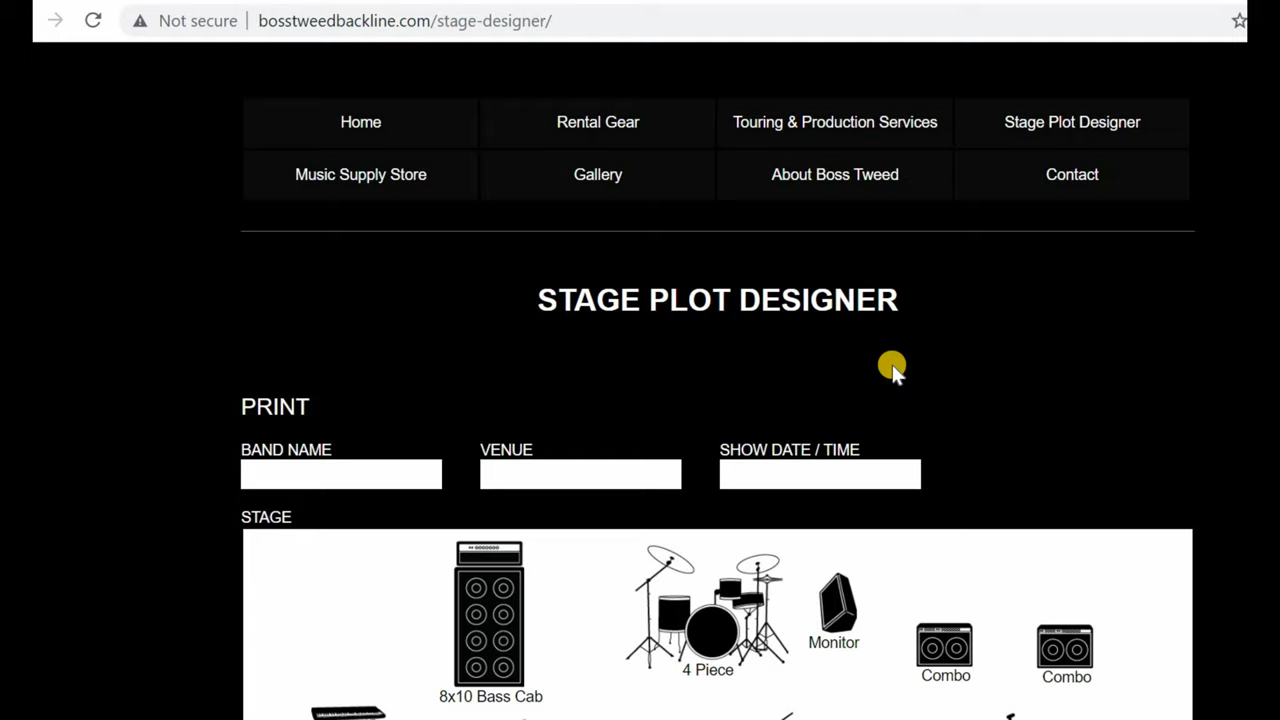 Not secure bosstweedbackline.com/stage-designer/
Home Rental Gear Touring & Production Services Stage Plot Designer
Music Supply Store Gallery About Boss Tweed Contact
STAGE PLOT DESIGNER
PRINT
BAND NAME VENUE SHOW DATE / TIME
STAGE
Monitor
4 Piece
Combo Combo
8x10 Bass Cab